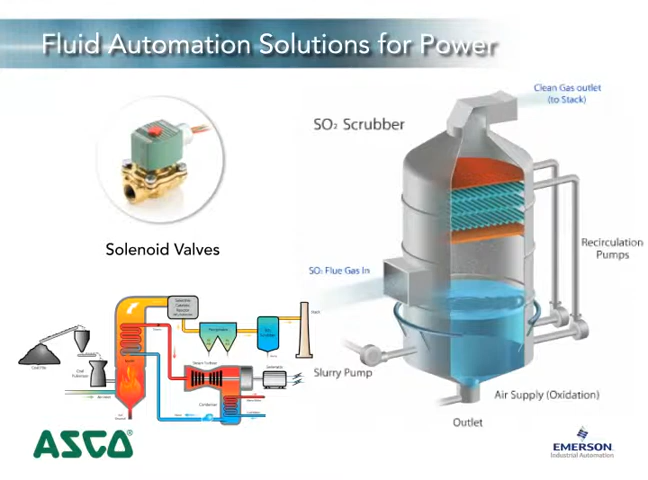 Fluid Automation Solutions for Power
Clean Gas outlet
(to Stack)
SO₂ Scrubber
Solenoid Valves
Recirculation
Pumps
SO₂ Flue Gas In
Slurry Pump
Air Supply (Oxidation)
Outlet
ASCO®
EMERSON
Industrial Automation